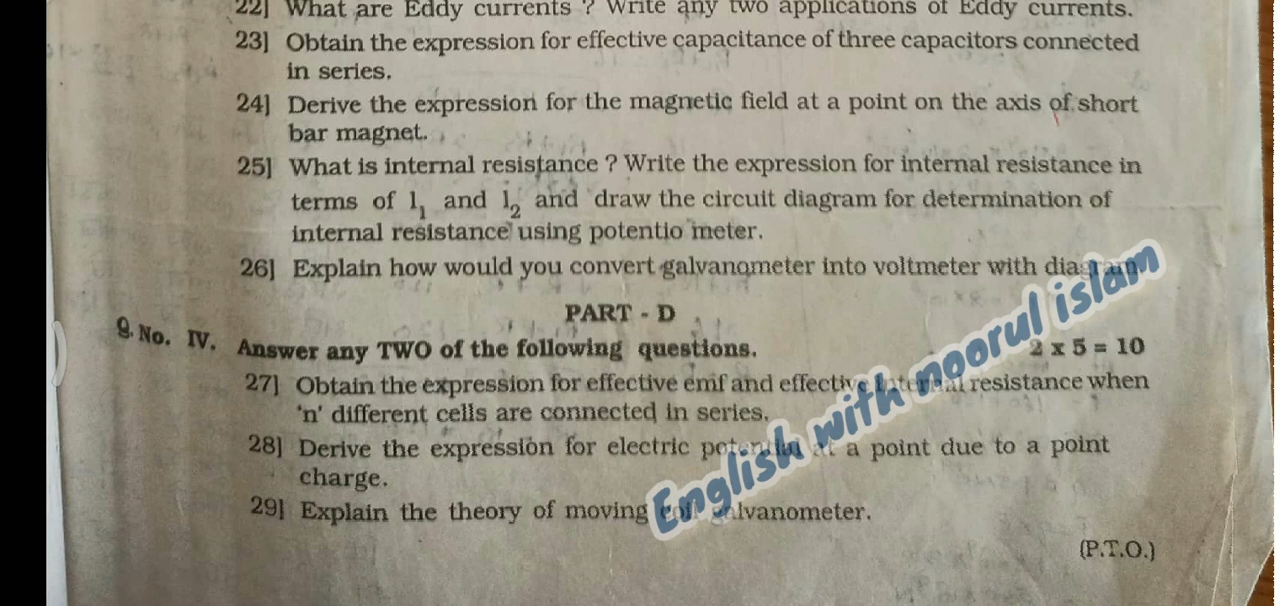 22] What are Eddy currents ? Write any two applications of Eddy currents.
23] Obtain the expression for effective capacitance of three capacitors connected
in series.
24] Derive the expression for the magnetic field at a point on the axis of short
bar magnet.
25] What is internal resistance ? Write the expression for internal resistance in
terms of l₁ and l₂ and draw the circuit diagram for determination of
internal resistance using potentio meter.
26] Explain how would you convert galvanometer into voltmeter with diagram
PART - D
Q. No. IV. Answer any TWO of the following questions. 2 x 5 = 10
27] Obtain the expression for effective emf and effective internal resistance when
'n' different cells are connected in series.
28] Derive the expression for electric potential at a point due to a point
charge.
29] Explain the theory of moving coil galvanometer.
(P.T.O.)
English with noorul islam